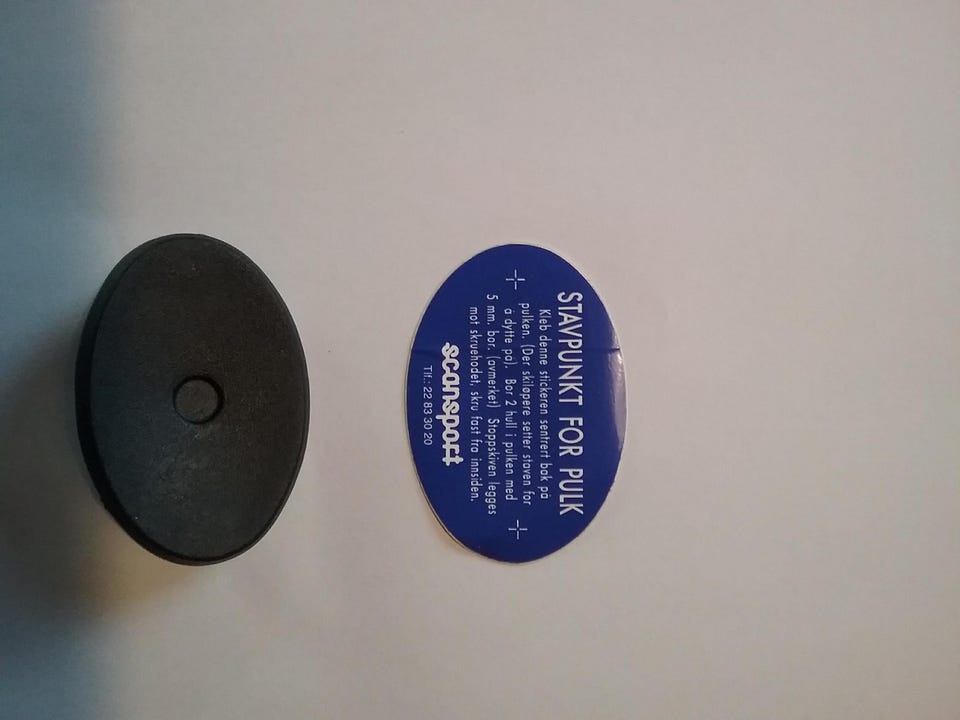 STAVPUNKT FOR PULK
Kleb denne stickeren sentrert bak på
pulken. (Der skiløpere setter staven for
å dytte på). Bor 2 hull i pulken med
5 mm. bor. (avmerket) Stoppskiven legges
mot skruehodet, skru fast fra innsiden.
scansport
Tlf.: 22 83 30 20